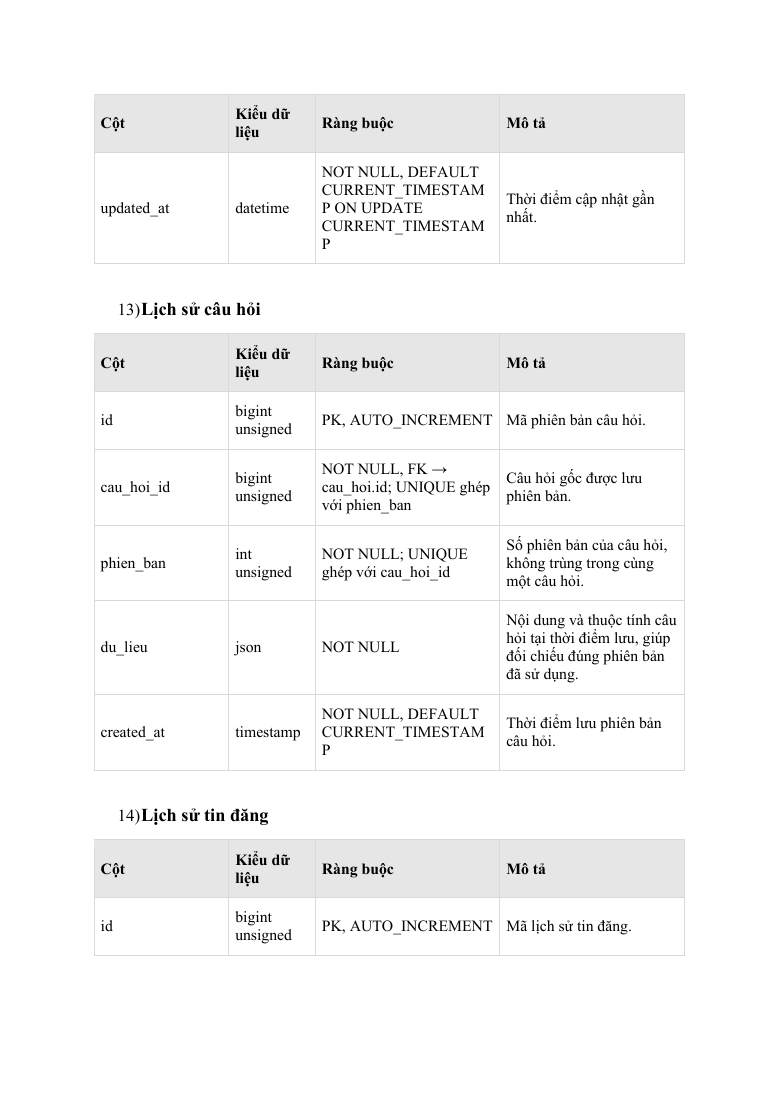 Cột
Kiểu dữ
liệu
Ràng buộc
Mô tả
updated_at
datetime
NOT NULL, DEFAULT
CURRENT_TIMESTAM
P ON UPDATE
CURRENT_TIMESTAM
P
Thời điểm cập nhật gần
nhất.
13)Lịch sử câu hỏi
Cột
Kiểu dữ
liệu
Ràng buộc
Mô tả
id
bigint
unsigned
PK, AUTO_INCREMENT
Mã phiên bản câu hỏi.
cau_hoi_id
bigint
unsigned
NOT NULL, FK →
cau_hoi.id; UNIQUE ghép
với phien_ban
Câu hỏi gốc được lưu
phiên bản.
phien_ban
int
unsigned
NOT NULL; UNIQUE
ghép với cau_hoi_id
Số phiên bản của câu hỏi,
không trùng trong cùng
một câu hỏi.
du_lieu
json
NOT NULL
Nội dung và thuộc tính câu
hỏi tại thời điểm lưu, giúp
đối chiếu đúng phiên bản
đã sử dụng.
created_at
timestamp
NOT NULL, DEFAULT
CURRENT_TIMESTAM
P
Thời điểm lưu phiên bản
câu hỏi.
14)Lịch sử tin đăng
Cột
Kiểu dữ
liệu
Ràng buộc
Mô tả
id
bigint
unsigned
PK, AUTO_INCREMENT
Mã lịch sử tin đăng.